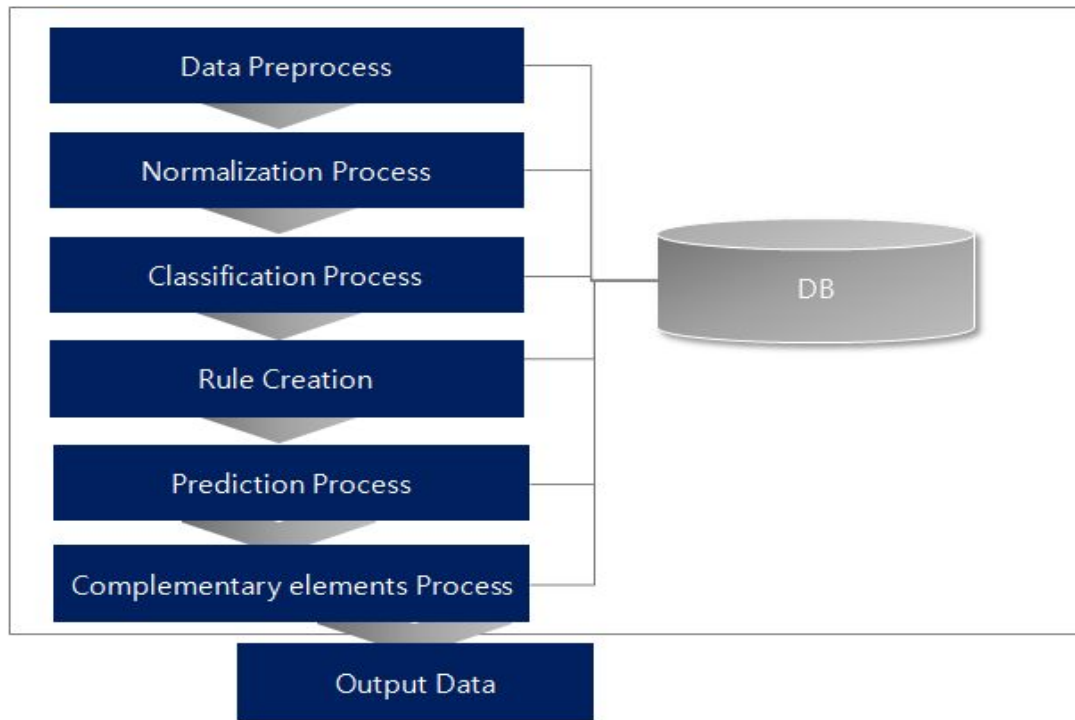 Data Preprocess
Normalization Process
Classification Process
DB
Rule Creation
Prediction Process
Complementary elements Process
Output Data